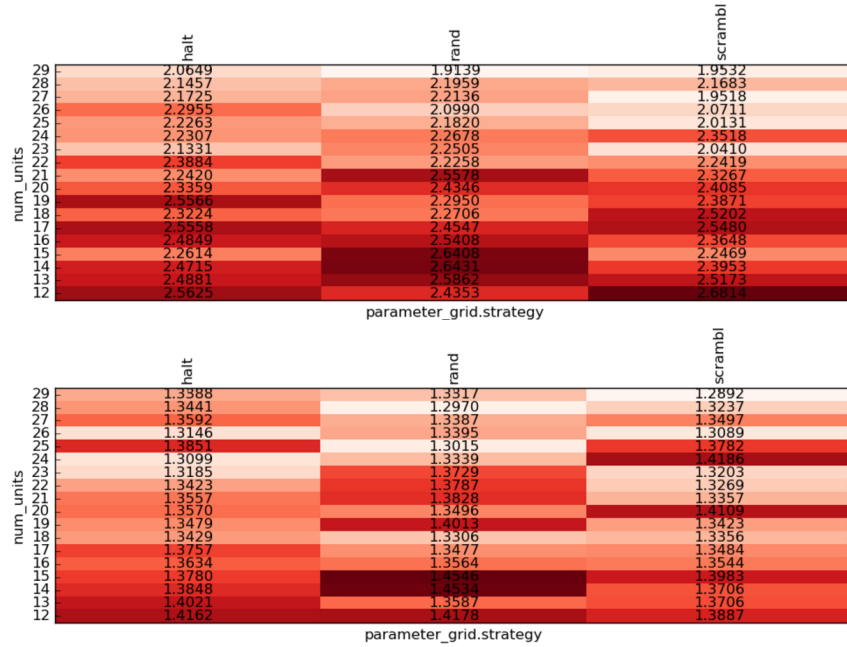 halt rand scrambl
29 2.0649 1.9139 1.9532
28 2.1457 2.1959 2.1683
27 2.1725 2.2136 1.9518
26 2.2955 2.0990 2.0711
25 2.2263 2.1820 2.0131
24 2.2307 2.2678 2.3518
23 2.1331 2.2505 2.0410
22 2.3884 2.2258 2.2419
21 2.2420 2.5578 2.3267
20 2.3359 2.4346 2.4085
19 2.5566 2.2950 2.3871
18 2.3224 2.2706 2.5202
17 2.5558 2.4547 2.5480
16 2.4849 2.5408 2.3648
15 2.2614 2.6408 2.2469
14 2.4715 2.6431 2.3953
13 2.4881 2.5862 2.5173
12 2.5625 2.4353 2.6814
num_units
parameter_grid.strategy
halt rand scrambl
29 1.3388 1.3317 1.2892
28 1.3441 1.2970 1.3237
27 1.3592 1.3387 1.3497
26 1.3146 1.3395 1.3089
25 1.3851 1.3015 1.3782
24 1.3099 1.3339 1.4186
23 1.3185 1.3729 1.3203
22 1.3423 1.3787 1.3269
21 1.3557 1.3828 1.3357
20 1.3570 1.3496 1.4109
19 1.3479 1.4013 1.3423
18 1.3429 1.3306 1.3356
17 1.3757 1.3477 1.3484
16 1.3634 1.3564 1.3544
15 1.3780 1.4546 1.3983
14 1.3848 1.4534 1.3706
13 1.4021 1.3587 1.3706
12 1.4162 1.4178 1.3887
num_units
parameter_grid.strategy